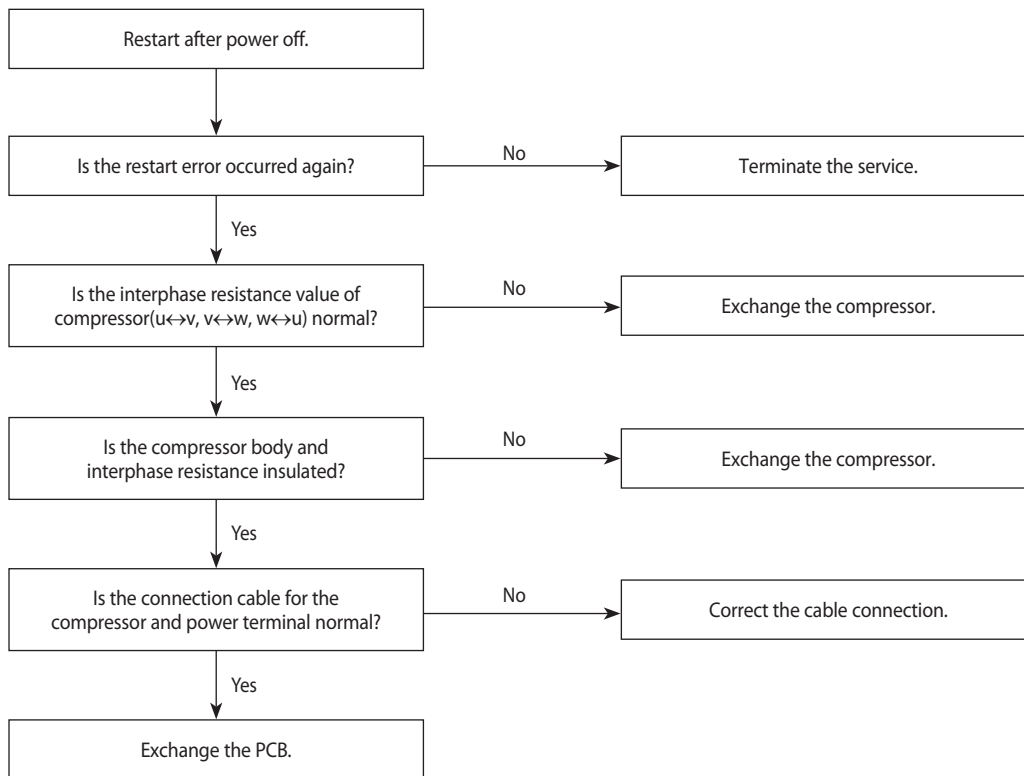 Restart after power off.
Is the restart error occurred again?
No
Terminate the service.
Yes
Is the interphase resistance value of
compressor(u↔v, v↔w, w↔u) normal?
No
Exchange the compressor.
Yes
Is the compressor body and
interphase resistance insulated?
No
Exchange the compressor.
Yes
Is the connection cable for the
compressor and power terminal normal?
No
Correct the cable connection.
Yes
Exchange the PCB.